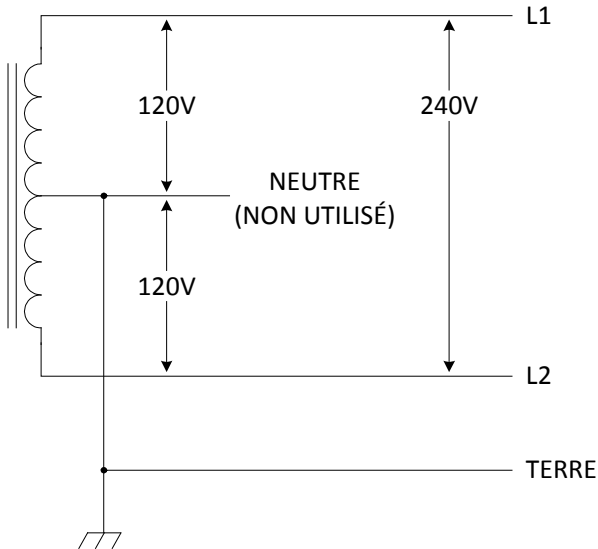 L1
120V
240V
NEUTRE
(NON UTILISÉ)
120V
L2
TERRE